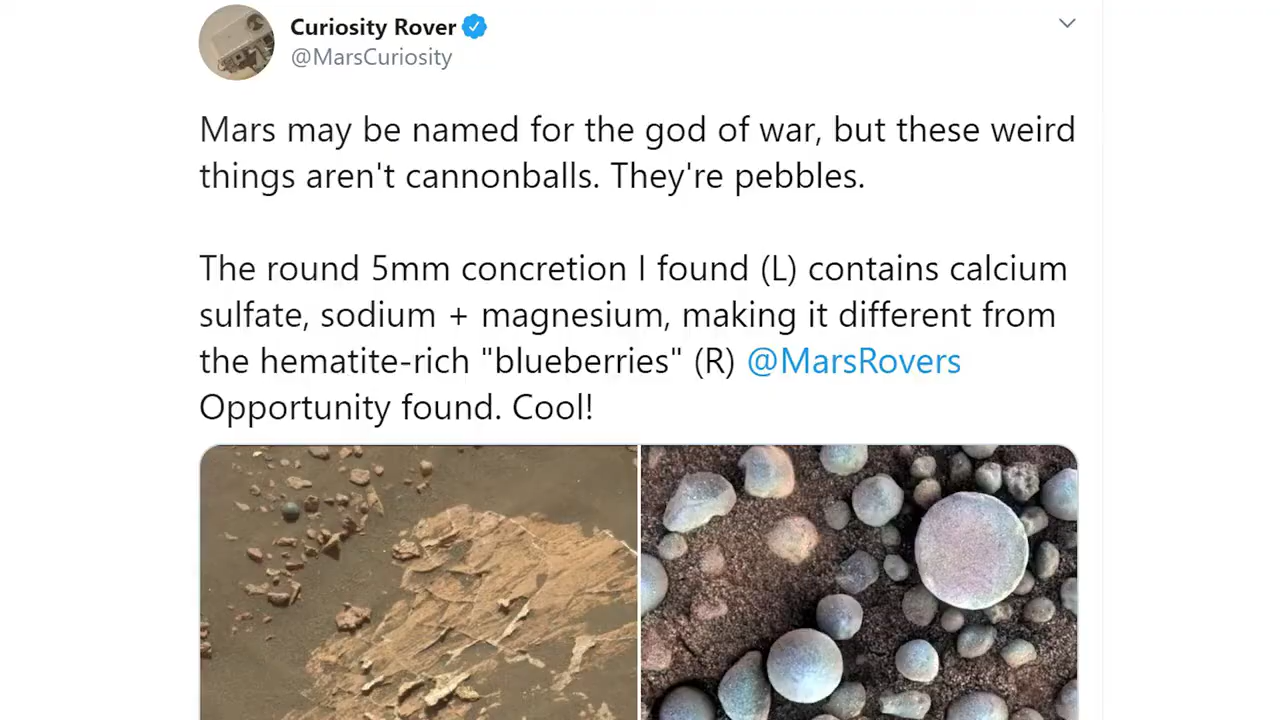 Curiosity Rover
@MarsCuriosity
Mars may be named for the god of war, but these weird
things aren't cannonballs. They're pebbles.
The round 5mm concretion I found (L) contains calcium
sulfate, sodium + magnesium, making it different from
the hematite-rich "blueberries" (R) @MarsRovers
Opportunity found. Cool!